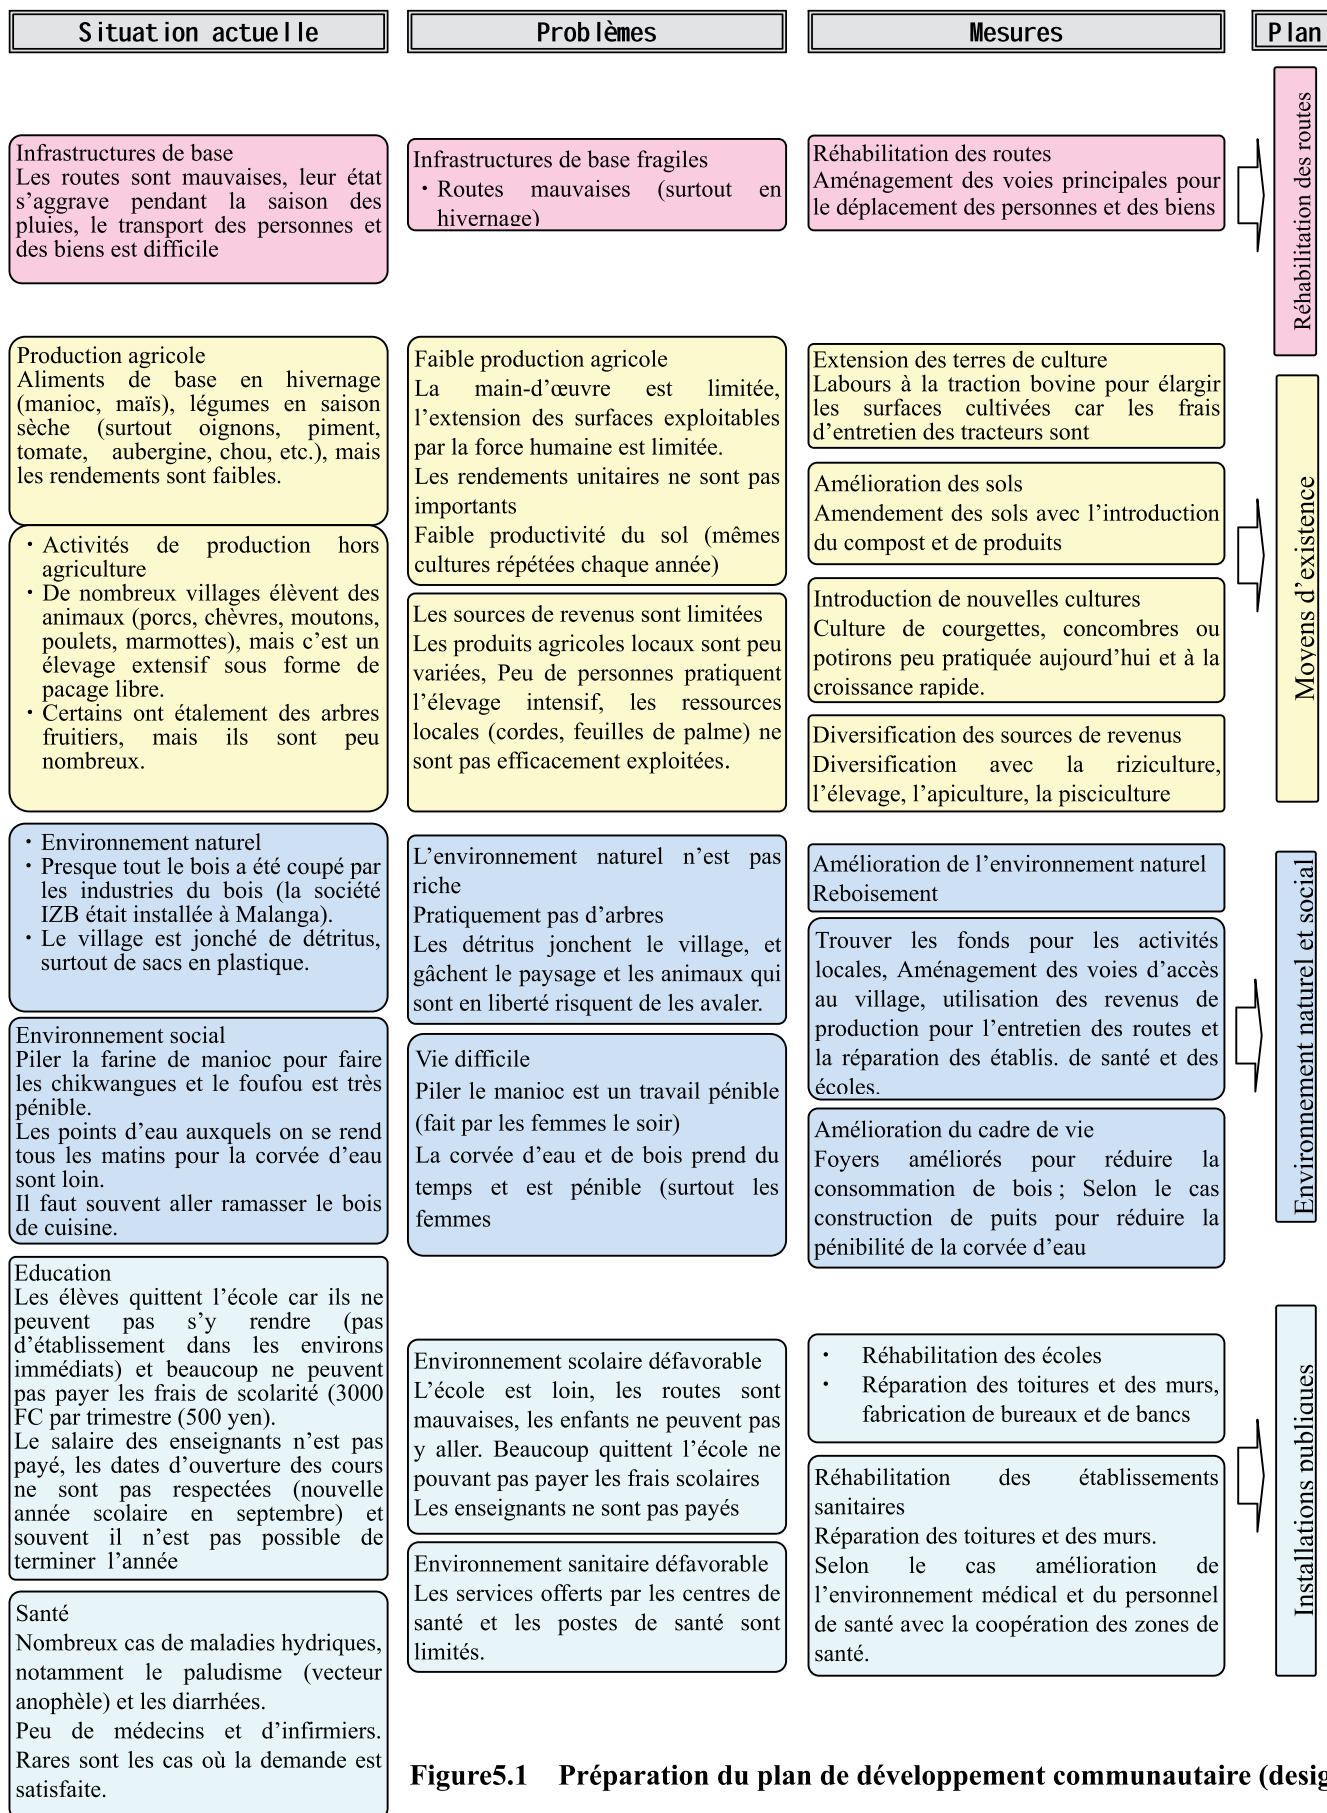 Situation actuelle
Problèmes
Mesures
Plan
Infrastructures de base
Les routes sont mauvaises, leur état
s’aggrave pendant la saison des
pluies, le transport des personnes et
des biens est difficile
Infrastructures de base fragiles
・Routes mauvaises (surtout en
hivernage)
Réhabilitation des routes
Aménagement des voies principales pour
le déplacement des personnes et des biens
Réhabilitation des routes
Production agricole
Aliments de base en hivernage
(manioc, maïs), légumes en saison
sèche (surtout oignons, piment,
tomate, aubergine, chou, etc.), mais
les rendements sont faibles.
・Activités de production hors
agriculture
・De nombreux villages élèvent des
animaux (porcs, chèvres, moutons,
poulets, marmottes), mais c’est un
élevage extensif sous forme de
pacage libre.
・Certains ont étalement des arbres
fruitiers, mais ils sont peu
nombreux.
Faible production agricole
La main-d’œuvre est limitée,
l’extension des surfaces exploitables
par la force humaine est limitée.
Les rendements unitaires ne sont pas
importants
Faible productivité du sol (mêmes
cultures répétées chaque année)
Les sources de revenus sont limitées
Les produits agricoles locaux sont peu
variées, Peu de personnes pratiquent
l’élevage intensif, les ressources
locales (cordes, feuilles de palme) ne
sont pas efficacement exploitées.
Extension des terres de culture
Labours à la traction bovine pour élargir
les surfaces cultivées car les frais
d’entretien des tracteurs sont
Amélioration des sols
Amendement des sols avec l’introduction
du compost et de produits
Introduction de nouvelles cultures
Culture de courgettes, concombres ou
potirons peu pratiquée aujourd’hui et à la
croissance rapide.
Diversification des sources de revenus
Diversification avec la riziculture,
l’élevage, l’apiculture, la pisciculture
Moyens d’existence
・Environnement naturel
・Presque tout le bois a été coupé par
les industries du bois (la société
IZB était installée à Malanga).
・Le village est jonché de détritus,
surtout de sacs en plastique.
Environnement social
Piler la farine de manioc pour faire
les chikwangues et le foufou est très
pénible.
Les points d’eau auxquels on se rend
tous les matins pour la corvée d’eau
sont loin.
Il faut souvent aller ramasser le bois
de cuisine.
L’environnement naturel n’est pas
riche
Pratiquement pas d’arbres
Les détritus jonchent le village, et
gâchent le paysage et les animaux qui
sont en liberté risquent de les avaler.
Vie difficile
Piler le manioc est un travail pénible
(fait par les femmes le soir)
La corvée d’eau et de bois prend du
temps et est pénible (surtout les
femmes
Amélioration de l’environnement naturel
Reboisement
Trouver les fonds pour les activités
locales, Aménagement des voies d’accès
au village, utilisation des revenus de
production pour l’entretien des routes et
la réparation des établis. de santé et des
écoles.
Amélioration du cadre de vie
Foyers améliorés pour réduire la
consommation de bois ; Selon le cas
construction de puits pour réduire la
pénibilité de la corvée d’eau
Environnement naturel et social
Education
Les élèves quittent l’école car ils ne
peuvent pas s’y rendre (pas
d’établissement dans les environs
immédiats) et beaucoup ne peuvent
pas payer les frais de scolarité (3000
FC par trimestre (500 yen).
Le salaire des enseignants n’est pas
payé, les dates d’ouverture des cours
ne sont pas respectées (nouvelle
année scolaire en septembre) et
souvent il n’est pas possible de
terminer l’année
Santé
Nombreux cas de maladies hydriques,
notamment le paludisme (vecteur
anophèle) et les diarrhées.
Peu de médecins et d’infirmiers.
Rares sont les cas où la demande est
satisfaite.
Environnement scolaire défavorable
L’école est loin, les routes sont
mauvaises, les enfants ne peuvent pas
y aller. Beaucoup quittent l’école ne
pouvant pas payer les frais scolaires
Les enseignants ne sont pas payés
Environnement sanitaire défavorable
Les services offerts par les centres de
santé et les postes de santé sont
limités.
・ Réhabilitation des écoles
・ Réparation des toitures et des murs,
fabrication de bureaux et de bancs
Réhabilitation des établissements
sanitaires
Réparation des toitures et des murs.
Selon le cas amélioration de
l’environnement médical et du personnel
de santé avec la coopération des zones de
santé.
Installations publiques
Figure5.1 Préparation du plan de développement communautaire (desig